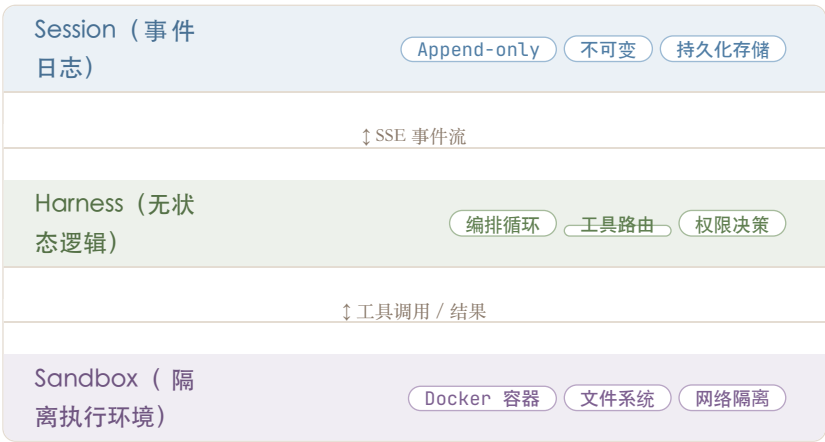 Session（事件
日志）
Append-only 不可变 持久化存储
↕ SSE 事件流
Harness（无状
态逻辑）
编排循环 工具路由 权限决策
↕ 工具调用 / 结果
Sandbox（ 隔
离执行环境）
Docker 容器 文件系统 网络隔离